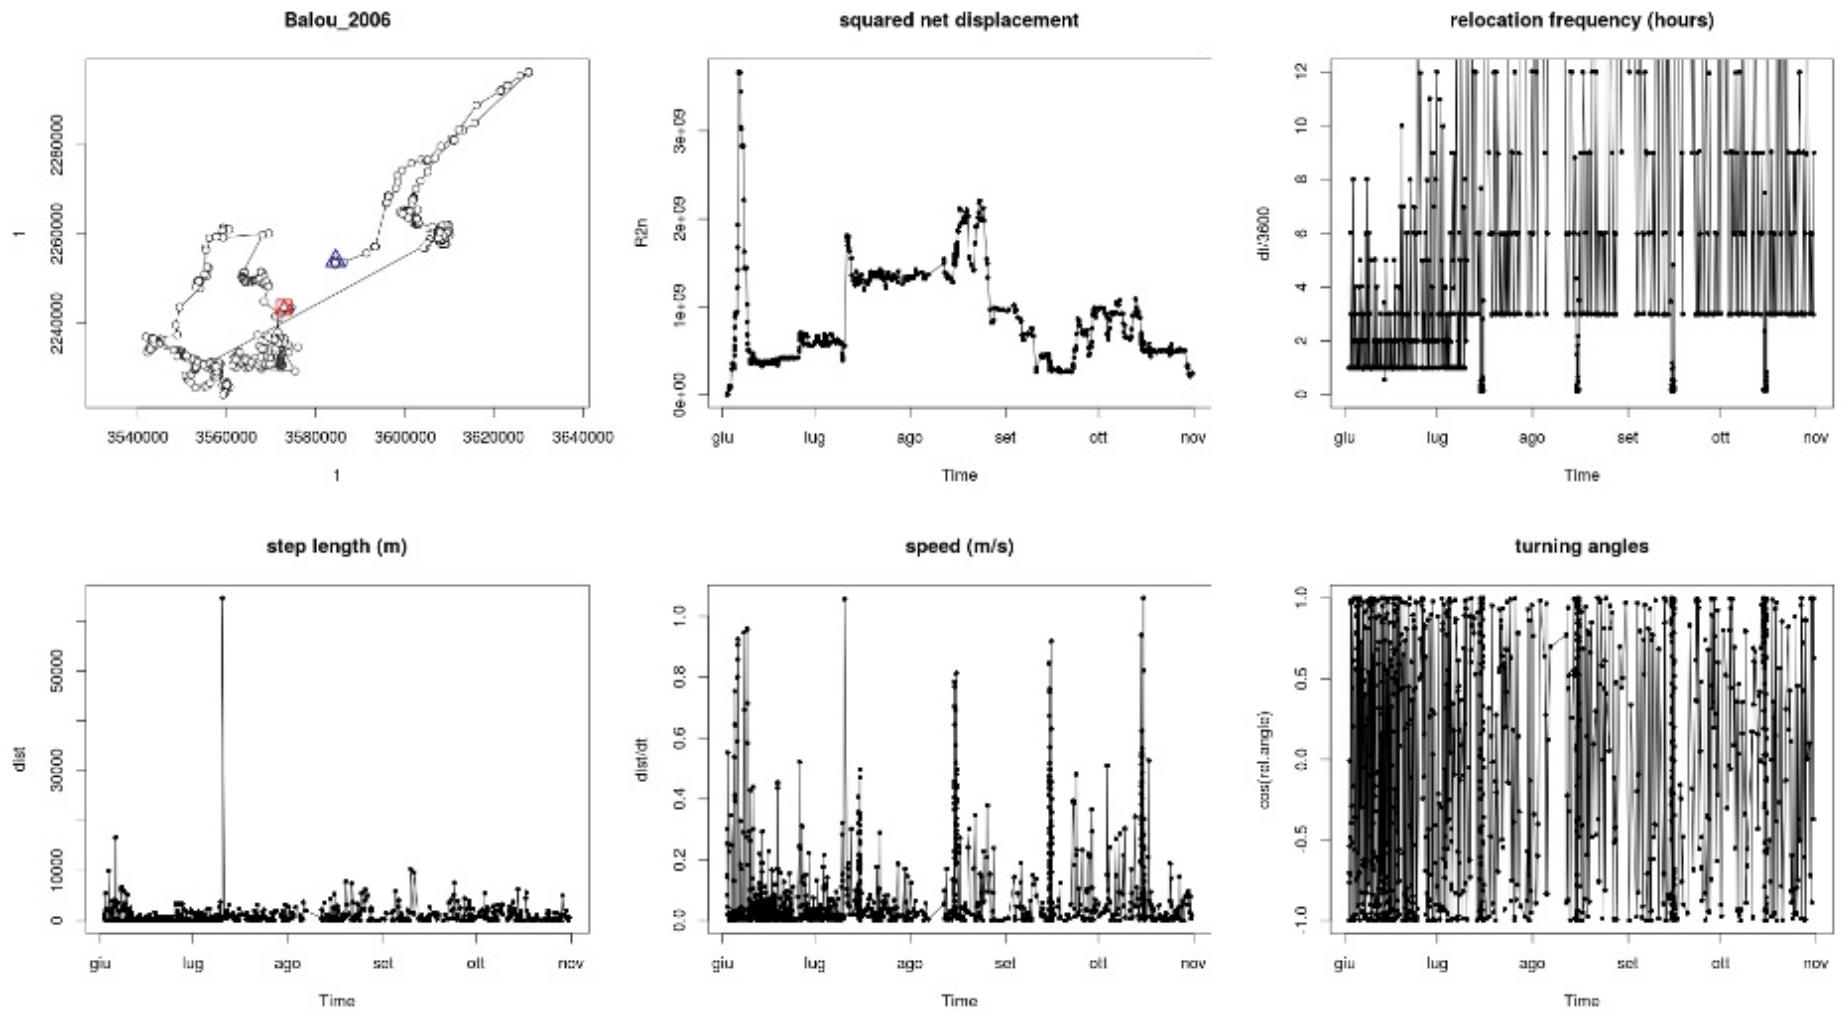 Balou_2006
squared net displacement
relocation frequency (hours)
1
2240000 2260000 2280000
3540000 3560000 3580000 3600000 3620000 3640000
1
R2n
0e+00 1e+09 2e+09 3e+09
giu lug ago set ott nov
Time
dt/3600
0 2 4 6 8 10 12
giu lug ago set ott nov
Time
step length (m)
speed (m/s)
turning angles
dist
0 10000 30000 50000
giu lug ago set ott nov
Time
dist/dt
0.0 0.2 0.4 0.6 0.8 1.0
giu lug ago set ott nov
Time
cos(rel.angle)
-1.0 -0.5 0.0 0.5 1.0
giu lug ago set ott nov
Time